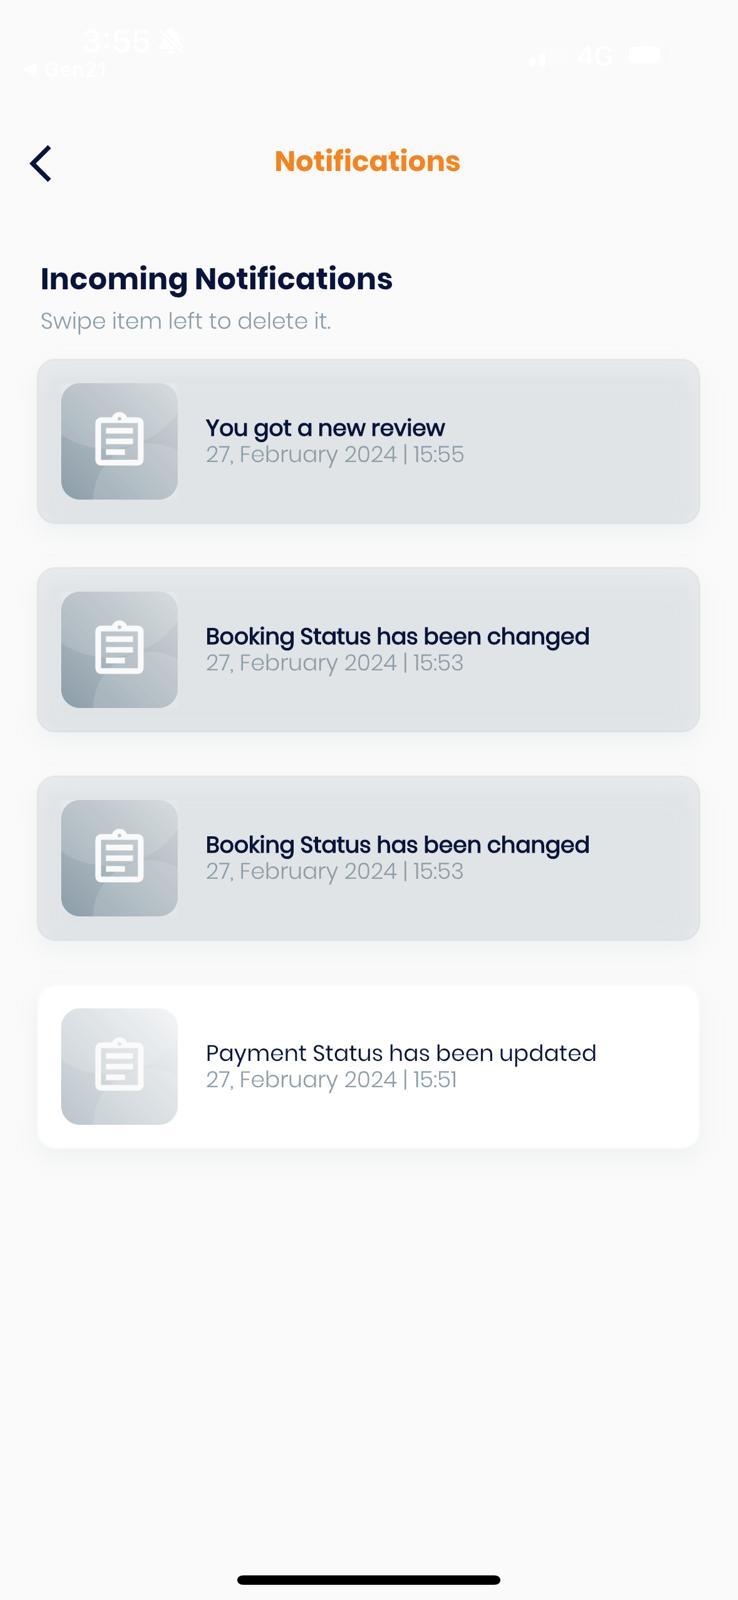 3:55
◀ Gen21
4G
Notifications
Incoming Notifications
Swipe item left to delete it.
You got a new review
27, February 2024 | 15:55
Booking Status has been changed
27, February 2024 | 15:53
Booking Status has been changed
27, February 2024 | 15:53
Payment Status has been updated
27, February 2024 | 15:51